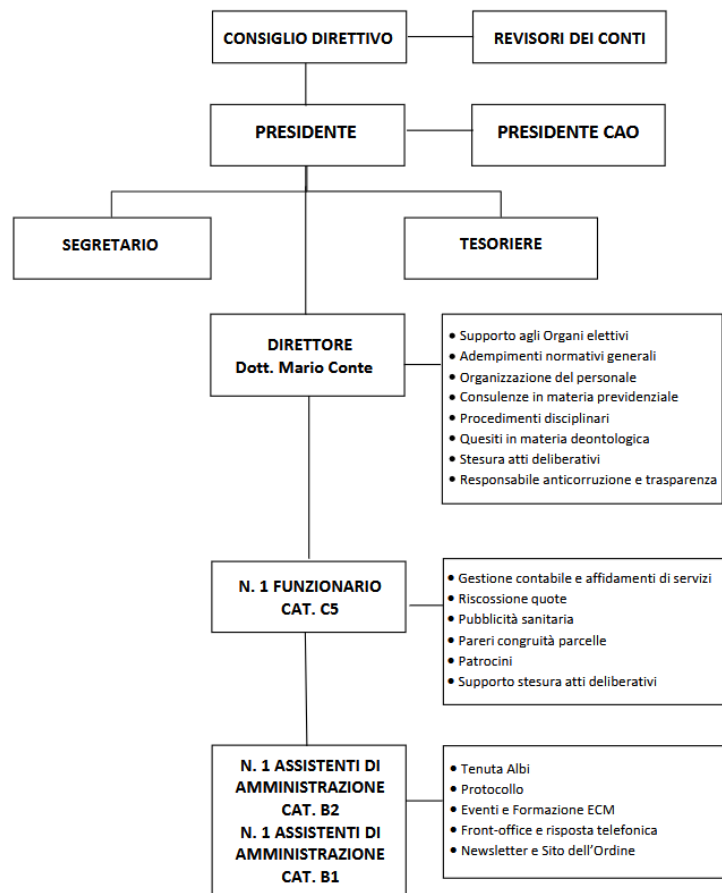 CONSIGLIO DIRETTIVO
REVISORI DEI CONTI
PRESIDENTE
PRESIDENTE CAO
SEGRETARIO
TESORIERE
DIRETTORE
Dott. Mario Conte
• Supporto agli Organi elettivi
• Adempimenti normativi generali
• Organizzazione del personale
• Consulenze in materia previdenziale
• Procedimenti disciplinari
• Quesiti in materia deontologica
• Stesura atti deliberativi
• Responsabile anticorruzione e trasparenza
N. 1 FUNZIONARIO
CAT. C5
• Gestione contabile e affidamenti di servizi
• Riscossione quote
• Pubblicità sanitaria
• Pareri congruità parcelle
• Patrocini
• Supporto stesura atti deliberativi
N. 1 ASSISTENTI DI
AMMINISTRAZIONE
CAT. B2
N. 1 ASSISTENTI DI
AMMINISTRAZIONE
CAT. B1
• Tenuta Albi
• Protocollo
• Eventi e Formazione ECM
• Front-office e risposta telefonica
• Newsletter e Sito dell’Ordine